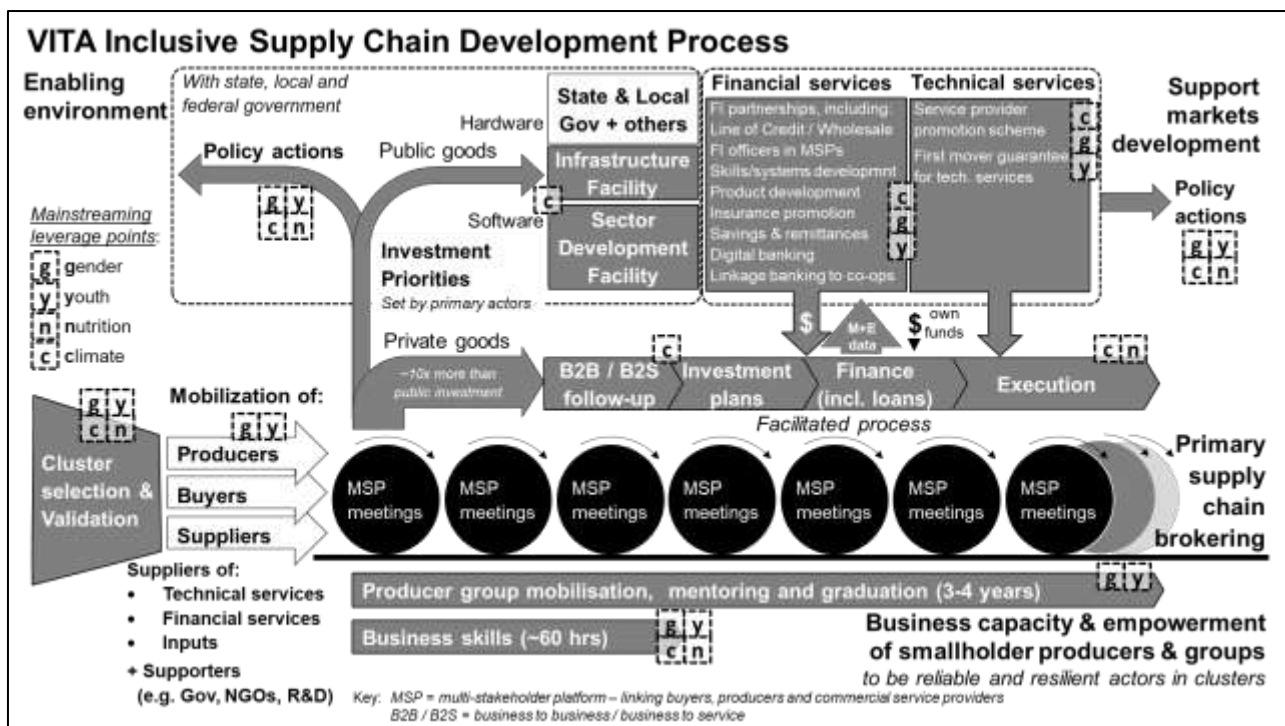 VITA Inclusive Supply Chain Development Process
Enabling
environment
With state, local and
federal government
Policy actions
g y
c n
Public goods
Hardware
Software
State & Local
Gov + others
Infrastructure
Facility
c
Sector
Development
Facility
Investment
Priorities
Set by primary actors
Private goods
~10x more than
public investment
Financial services
FI partnerships, including:
Line of Credit / Wholesale
FI officers in MSPs
Skills/systems developmnt
Product development
Insurance promotion
Savings & remittances
Digital banking
Linkage banking to co-ops
c
g
y
Technical services
Service provider
promotion scheme
First mover guarantee
for tech. services
c
g
y
Support
markets
development
Policy
actions
g y
c n
Mainstreaming
leverage points:
g gender
y youth
n nutrition
c climate
$
M+E
data
$ own
funds
B2B / B2S
follow-up
c
Investment
plans
Finance
(incl. loans)
Execution
c n
Facilitated process
g y
c n
Cluster
selection &
Validation
Mobilization of:
g y
Producers
Buyers
Suppliers
MSP
meetings
MSP
meetings
MSP
meetings
MSP
meetings
MSP
meetings
MSP
meetings
MSP
meetings
Primary
supply
chain
brokering
Suppliers of:
• Technical services
• Financial services
• Inputs
+ Supporters
(e.g. Gov, NGOs, R&D)
Producer group mobilisation, mentoring and graduation (3-4 years)
g y
Business skills (~60 hrs)
g y
c n
Business capacity & empowerment
of smallholder producers & groups
to be reliable and resilient actors in clusters
Key: MSP = multi-stakeholder platform – linking buyers, producers and commercial service providers
B2B / B2S = business to business / business to service